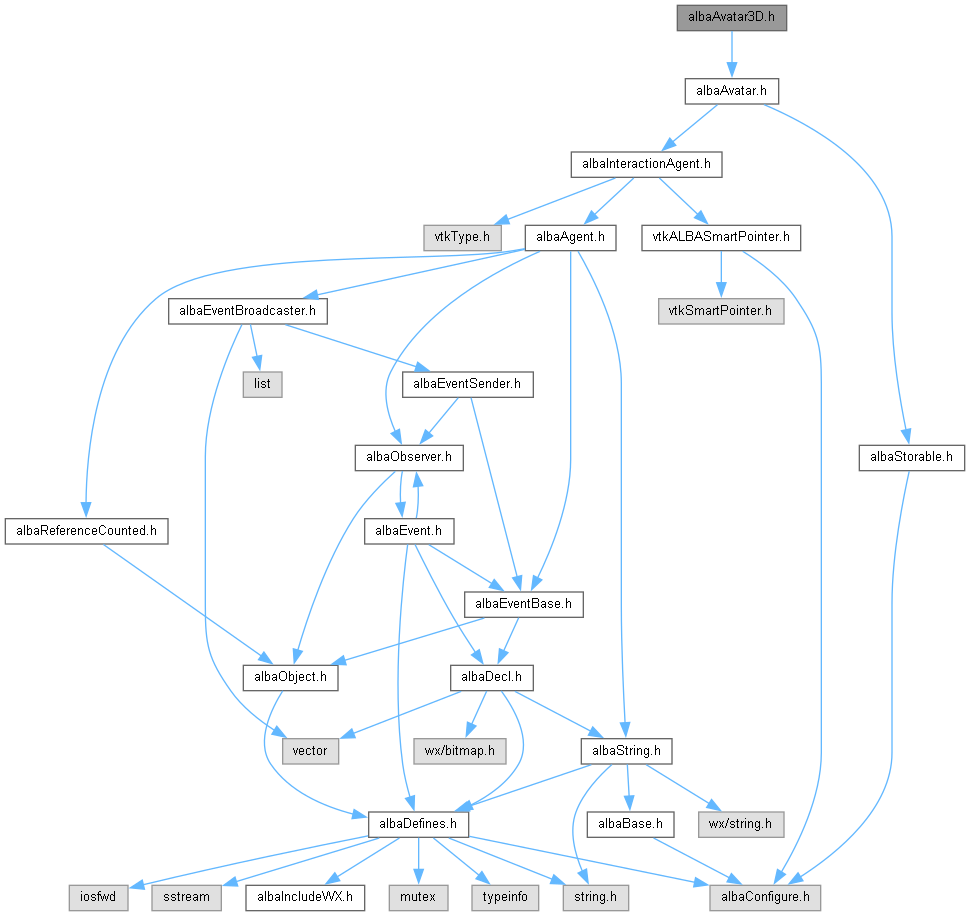 albaAvatar3D.h
albaAvatar.h
albaInteractionAgent.h
vtkType.h
albaAgent.h
vtkALBASmartPointer.h
albaEventBroadcaster.h
vtkSmartPointer.h
list
albaEventSender.h
albaObserver.h
albaStorable.h
albaReferenceCounted.h
albaEvent.h
albaEventBase.h
albaObject.h
albaDecl.h
vector
wx/bitmap.h
albaString.h
albaDefines.h
albaBase.h
wx/string.h
iosfwd
sstream
albaIncludeWX.h
mutex
typeinfo
string.h
albaConfigure.h